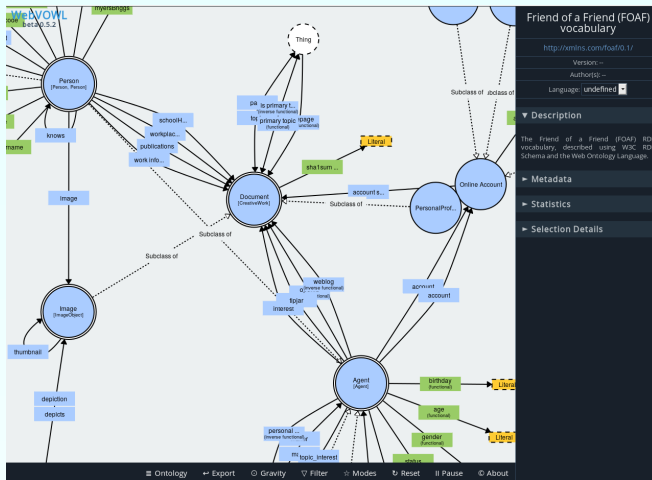 WebVOWL
beta 0.5.2
myersBriggs
Thing
Person
[Person, Person]
knows
image
schoolH...
workplac...
publications
work info...
is primary t...
(inverse functional)
primary topic
(functional)
Literal
sha1sum ...
Subclass of
Document
[CreativeWork]
account s...
Subclass of
PersonalProf...
Online Account
Subclass of
Subclass of
weblog
(inverse functional)
tipjar
interest
account
account
Image
[ImageObject]
thumbnail
depiction
depicts
Agent
[Agent]
birthday
(functional)
Literal
age
(functional)
gender
(functional)
Literal
status
personal ...
(inverse functional)
topic_interest
Friend of a Friend (FOAF)
vocabulary
http://xmlns.com/foaf/0.1/
Version: --
Author(s): --
Language: undefined
▼ Description
The Friend of a Friend (FOAF) RD
vocabulary, described using W3C RD
Schema and the Web Ontology Language.
► Metadata
► Statistics
► Selection Details
Ontology
Export
Gravity
Filter
Modes
Reset
Pause
© About